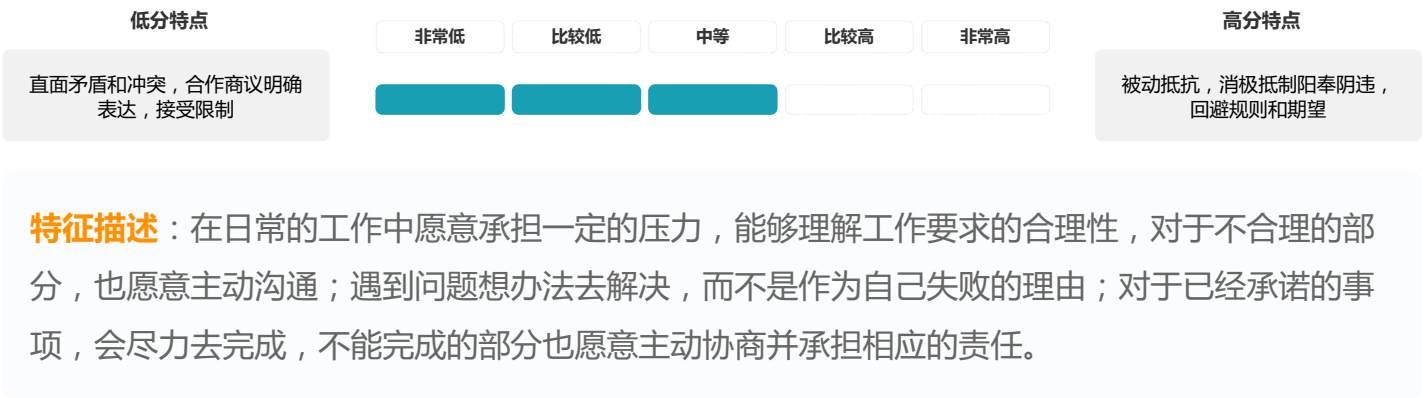 低分特点
非常低
比较低
中等
比较高
非常高
高分特点
直面矛盾和冲突，合作商议明确
表达，接受限制
被动抵抗，消极抵制阳奉阴违，
回避规则和期望
特征描述：在日常的工作中愿意承担一定的压力，能够理解工作要求的合理性，对于不合理的部
分，也愿意主动沟通；遇到问题想办法去解决，而不是作为自己失败的理由；对于已经承诺的事
项，会尽力去完成，不能完成的部分也愿意主动协商并承担相应的责任。